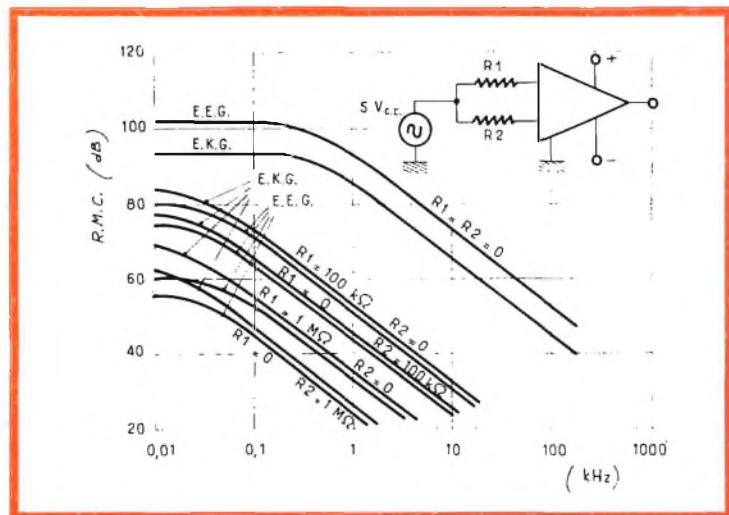 120
100
80
60
40
20
R.M.C. (dB)
E.E.G.
E.K.G.
E.K.G.
E.E.G.
R1
5 V c.c.
R2
+
−
R1 = R2 = 0
R1 = 100 kΩ
R2 = 0
R1 = 0
R2 = 100 kΩ
R1 = 1 MΩ
R2 = 0
R1 = 0
R2 = 1 MΩ
0,01 0,1 1 10 100 1000
(kHz)